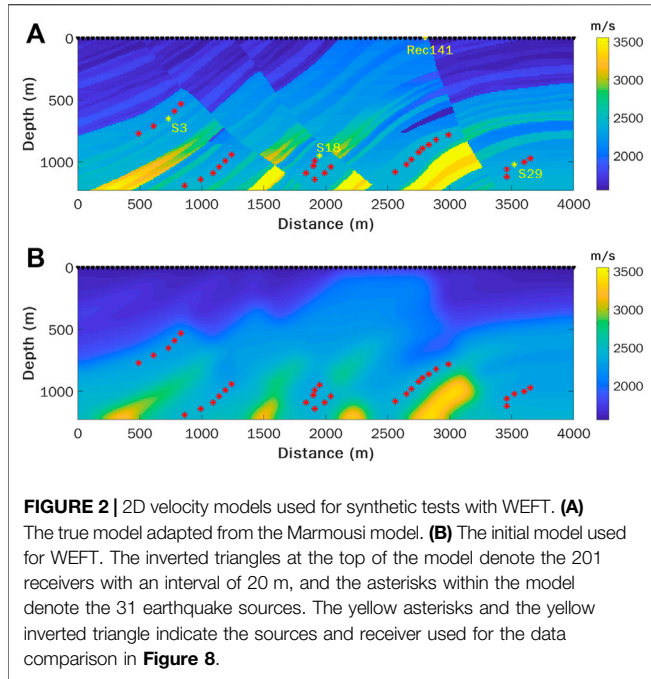 A
m/s
0
500
1000
Depth (m)
Rec141
S3
S18
S29
3500
3000
2500
2000
0 500 1000 1500 2000 2500 3000 3500 4000
Distance (m)
B
m/s
0
500
1000
Depth (m)
3500
3000
2500
2000
0 500 1000 1500 2000 2500 3000 3500 4000
Distance (m)
FIGURE 2 | 2D velocity models used for synthetic tests with WEFT. (A)
The true model adapted from the Marmousi model. (B) The initial model used
for WEFT. The inverted triangles at the top of the model denote the 201
receivers with an interval of 20 m, and the asterisks within the model
denote the 31 earthquake sources. The yellow asterisks and the yellow
inverted triangle indicate the sources and receiver used for the data
comparison in Figure 8.